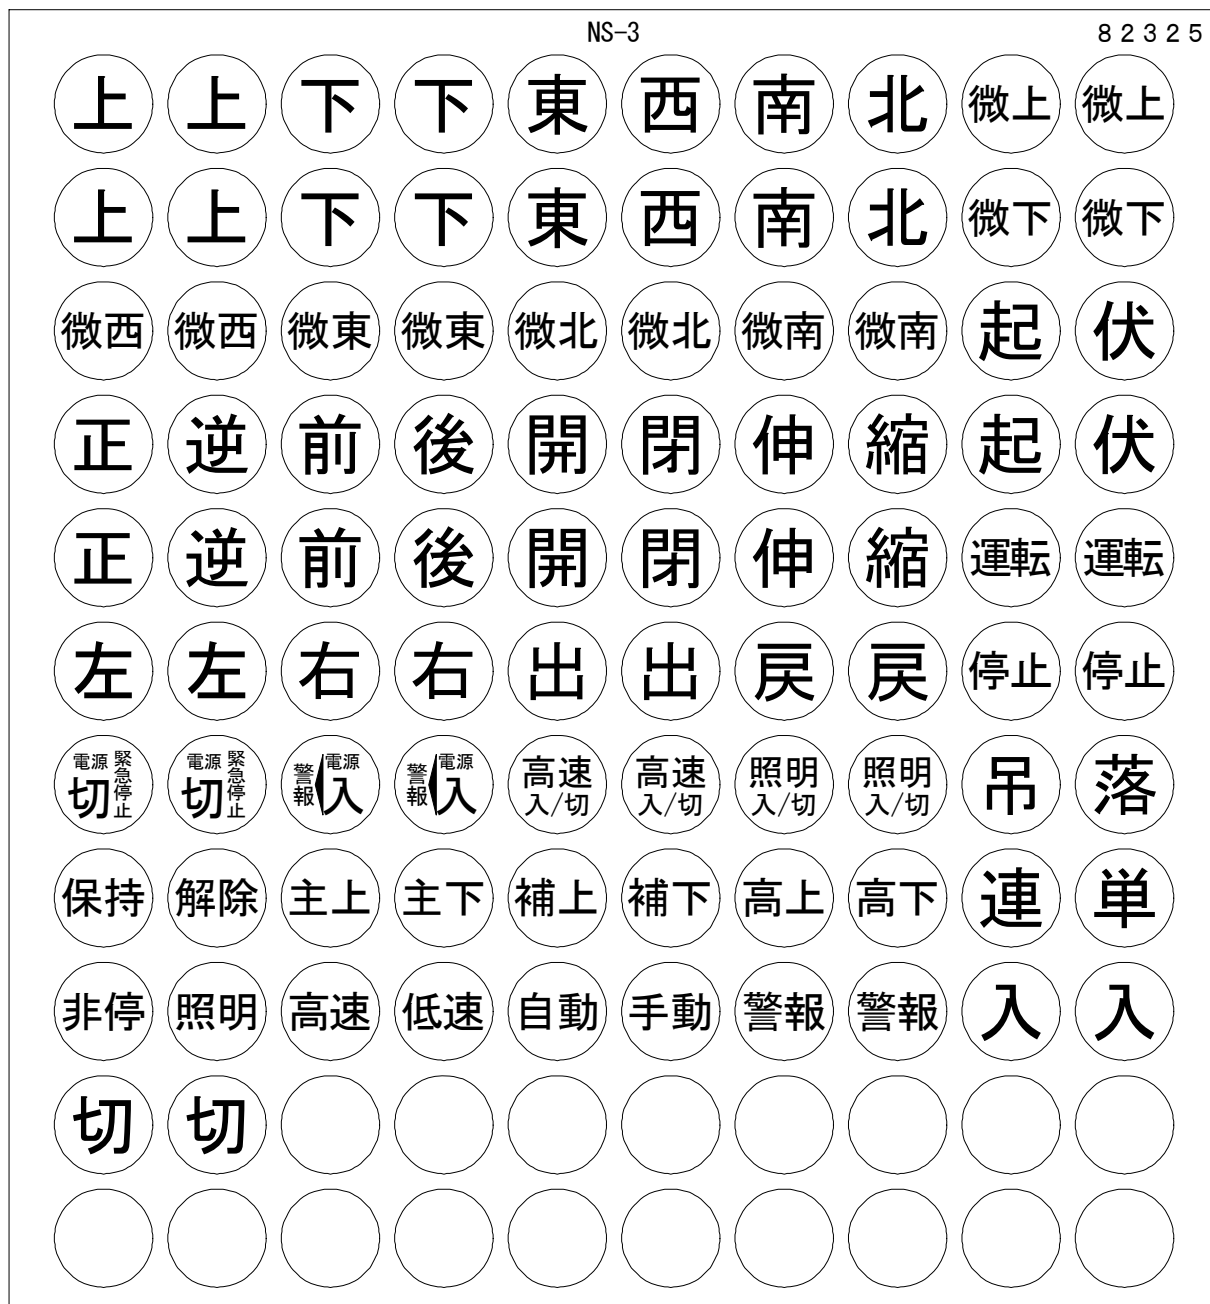 NS-3 82325
上 上 下 下 東 西 南 北 微上 微上
上 上 下 下 東 西 南 北 微下 微下
微西 微西 微東 微東 微北 微北 微南 微南 起 伏
正 逆 前 後 開 閉 伸 縮 起 伏
正 逆 前 後 開 閉 伸 縮 運転 運転
左 左 右 右 出 出 戻 戻 停止 停止
電源 切 緊急停止 電源 切 緊急停止 警報 電源 入 警報 電源 入 高速 入/切 高速 入/切 照明 入/切 照明 入/切 吊 落
保持 解除 主上 主下 補上 補下 高上 高下 連 単
非停 照明 高速 低速 自動 手動 警報 警報 入 入
切 切